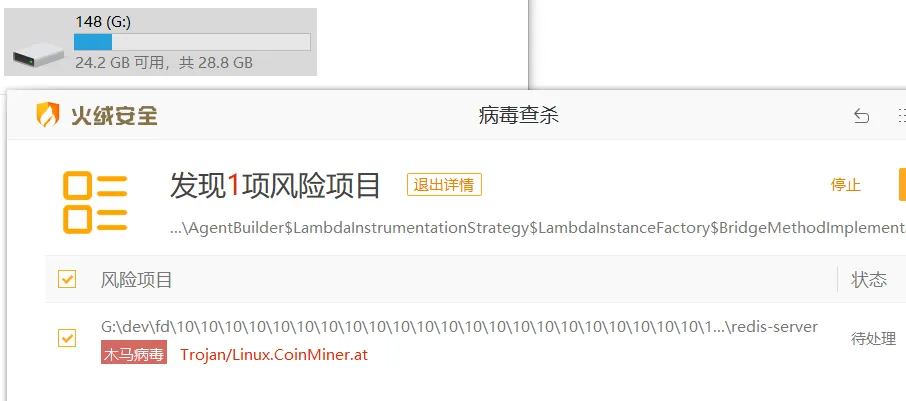 148 (G:)
24.2 GB 可用，共 28.8 GB
火绒安全
病毒查杀
发现1项风险项目
退出详情
停止
...\AgentBuilder$LambdaInstrumentationStrategy$LambdaInstanceFactory$BridgeMethodImplementa
风险项目
状态
G:\dev\fd\10\10\10\10\10\10\10\10\10\10\10\10\10\10\10\10\10\10\10\10\10\10\1...\redis-server
待处理
木马病毒
Trojan/Linux.CoinMiner.at